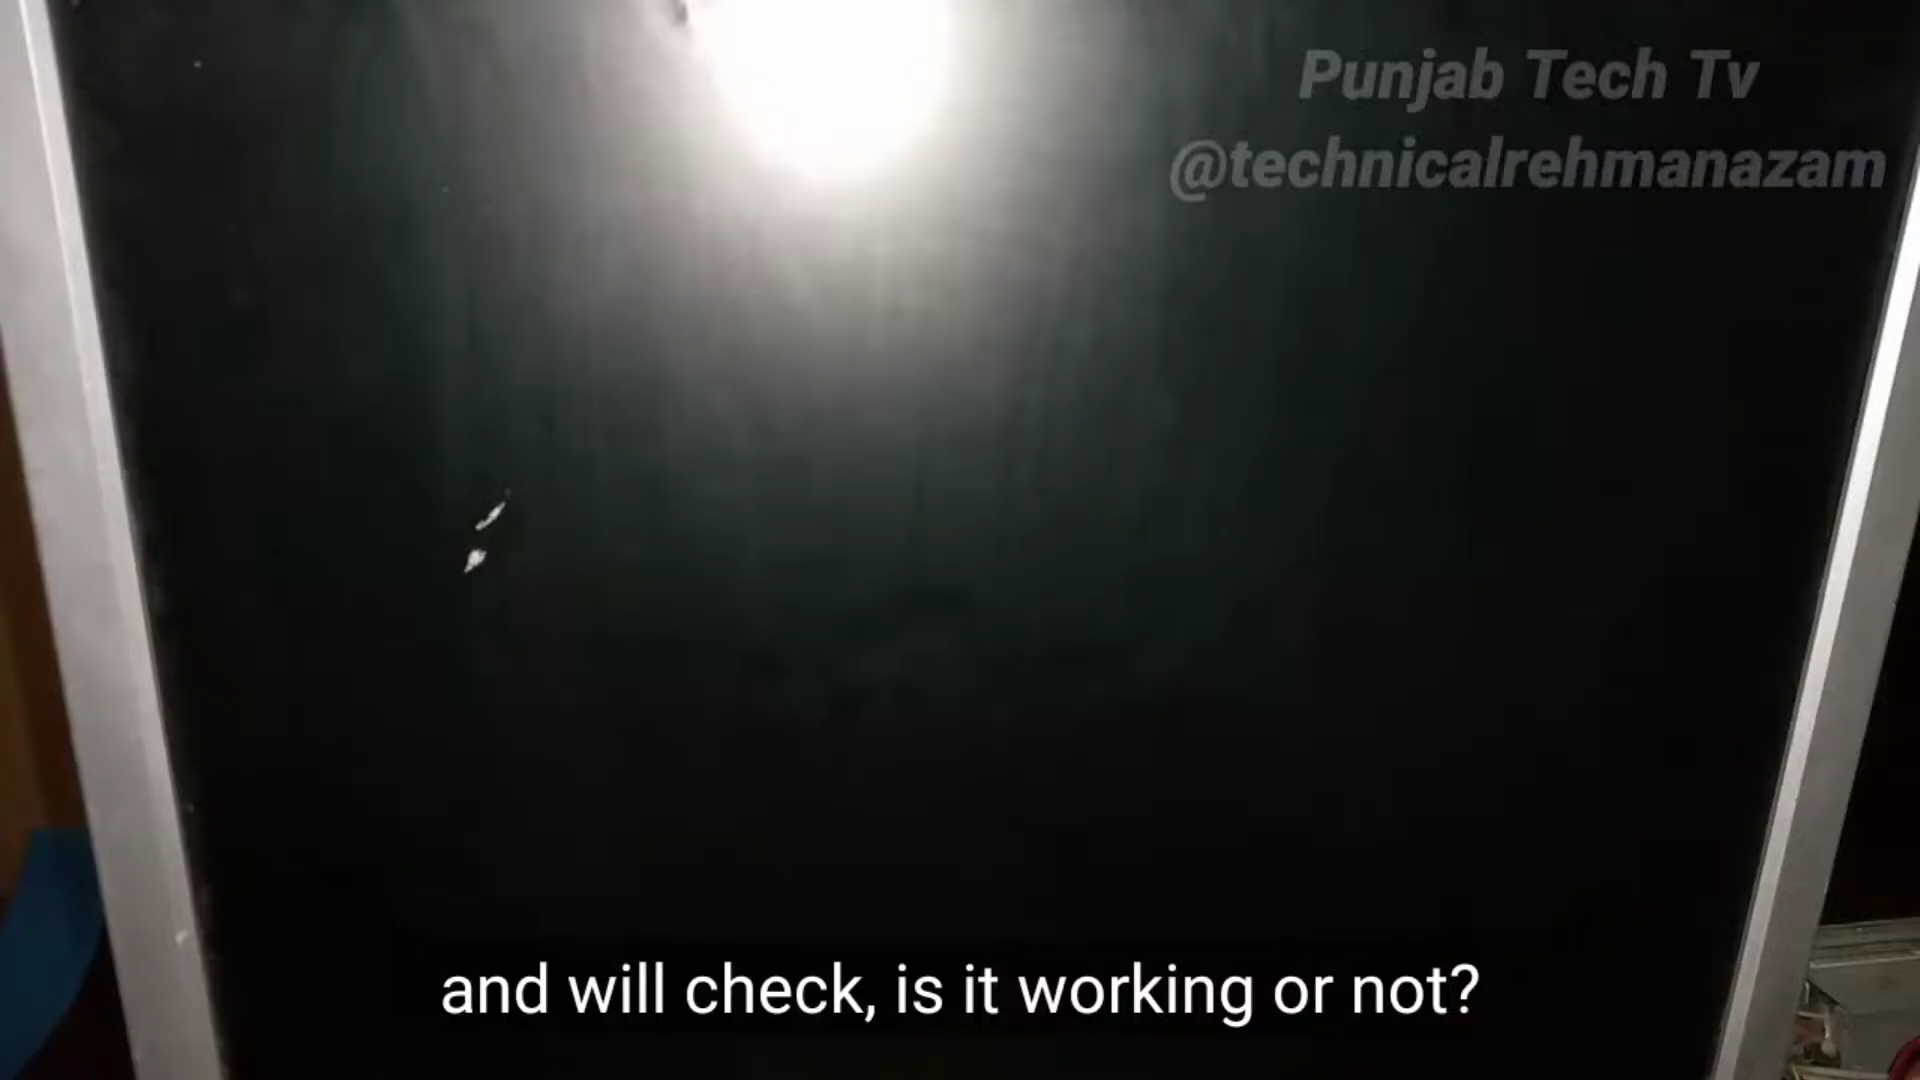 Punjab Tech Tv
@technicalrehmanazam
and will check, is it working or not?